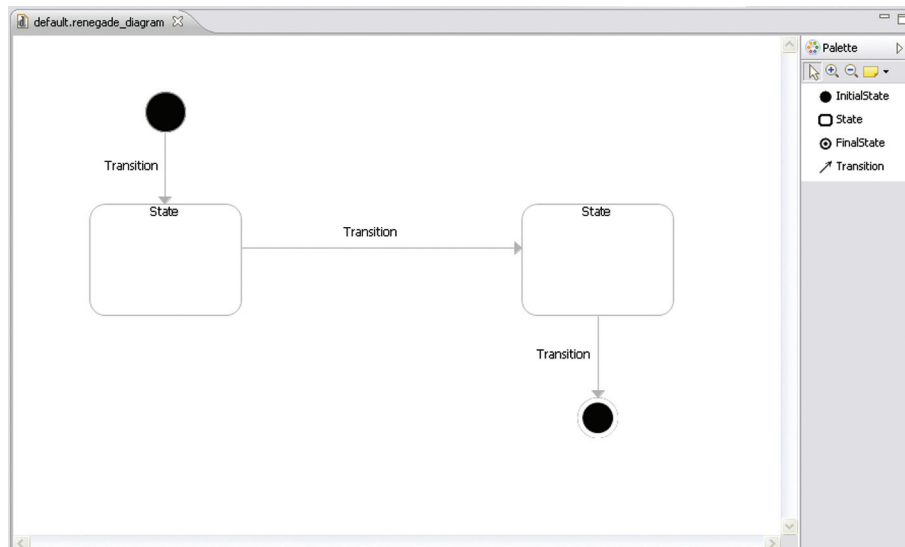 default.renegade_diagram
Palette
InitialState
State
FinalState
Transition
Transition
State
Transition
State
Transition